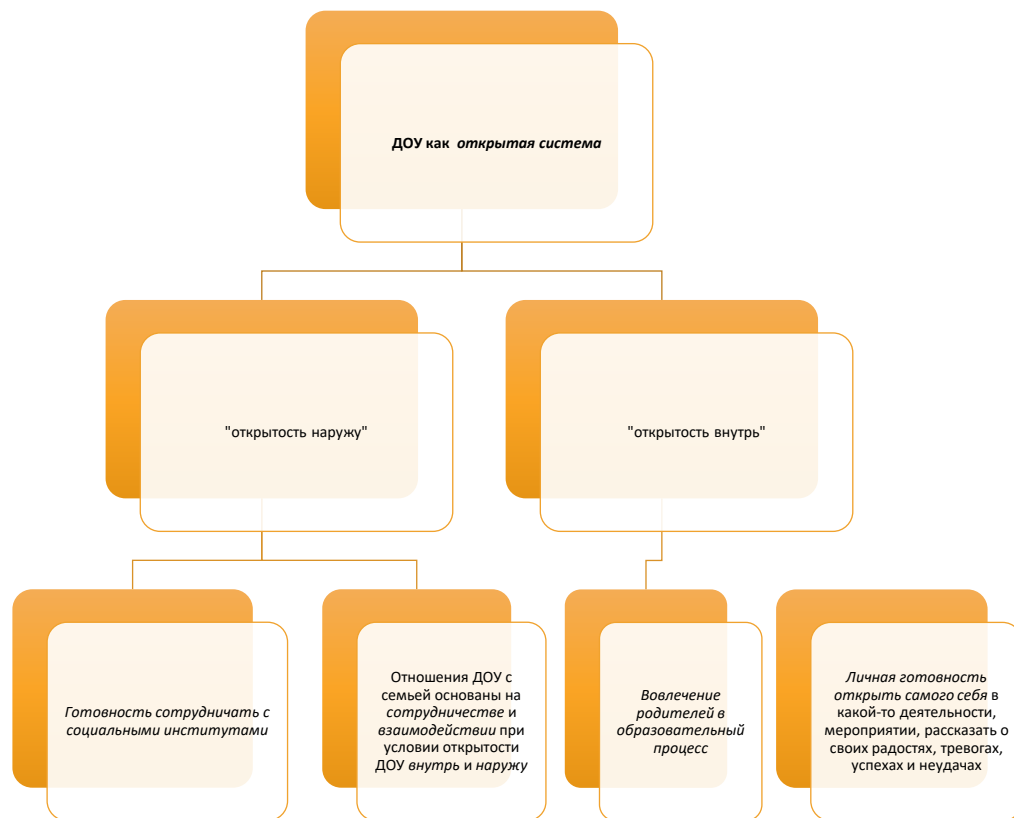 ДОУ как открытая система
"открытость наружу"
"открытость внутрь"
Готовность сотрудничать с
социальными институтами
Отношения ДОУ с
семьей основаны на
сотрудничестве и
взаимодействии при
условии открытости
ДОУ внутрь и наружу
Вовлечение
родителей в
образовательный
процесс
Личная готовность
открыть самого себя в
какой-то деятельности,
мероприятии, рассказать о
своих радостях, тревогах,
успехах и неудачах